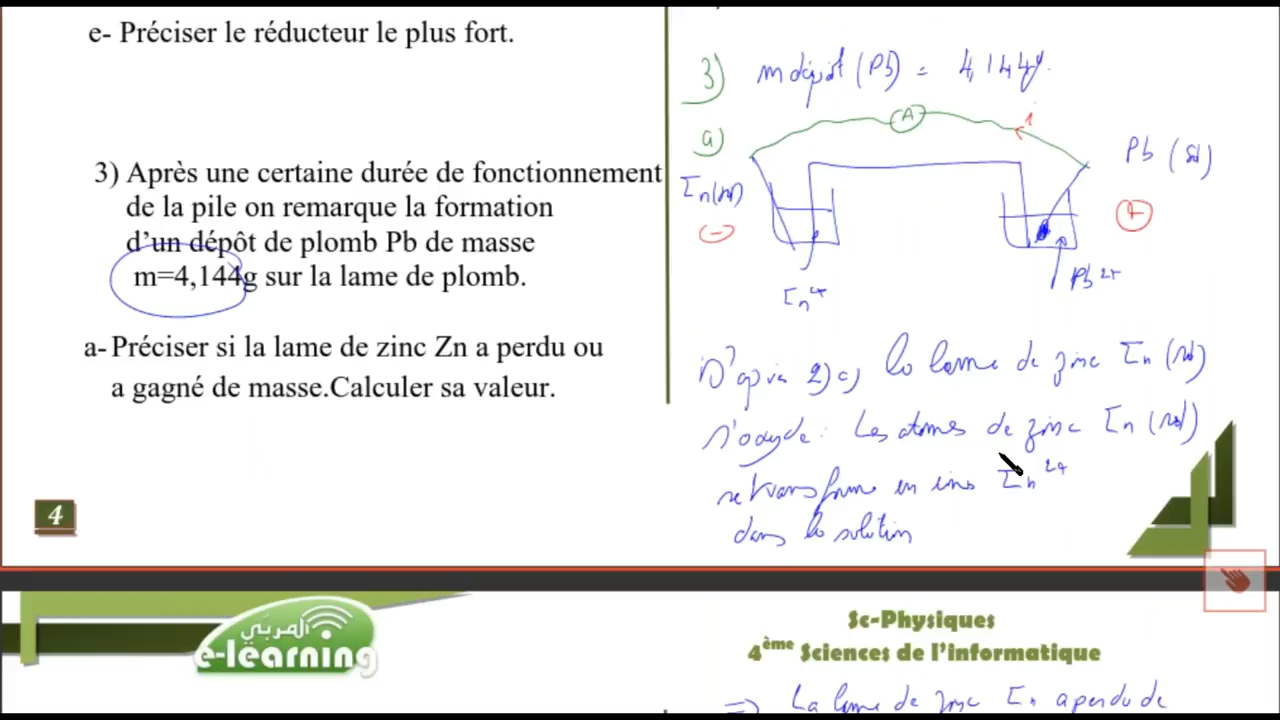 e- Préciser le réducteur le plus fort.
3) Après une certaine durée de fonctionnement
de la pile on remarque la formation
d'un dépôt de plomb Pb de masse
m=4,144g sur la lame de plomb.
a- Préciser si la lame de zinc Zn a perdu ou
a gagné de masse.Calculer sa valeur.
4
3) m dépôt (Pb) = 4,144g.
a)
A
i
Pb (sd)
Zn(sd)
-
+
Zn2+
Pb2+
D'après 2) c) la lame de zinc Zn (sd)
s'oxyde : Les atomes de zinc Zn (sd)
se transforme en ions Zn2+
dans la solution
العربي
e-learning
Sc-Physiques
4ème Sciences de l'informatique
⇒ La lame de zinc Zn a perdu de